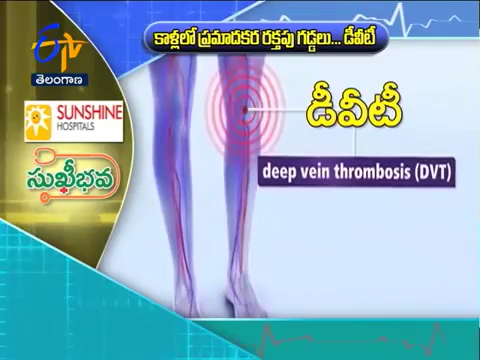 కాళ్లలో ప్రమాదకర రక్తపు గడ్డలు... డీవీటీ
ETV
తెలంగాణ
SUNSHINE
HOSPITALS
సుఖీభవ
డీవీటీ
deep vein thrombosis (DVT)